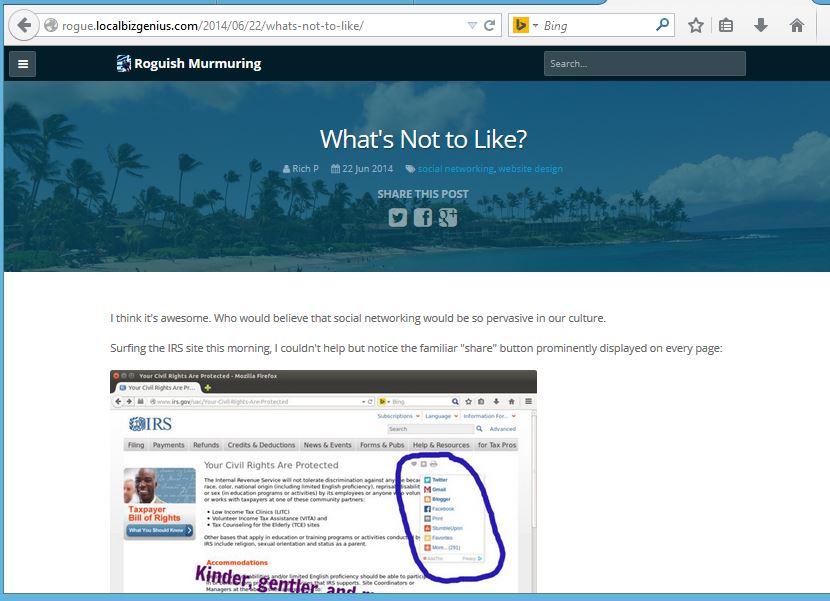 rogue.localbizgenius.com/2014/06/22/whats-not-to-like/
Bing
Roguish Murmuring
Search...
What's Not to Like?
Rich P 22 Jun 2014 social networking, website design
SHARE THIS POST
I think it's awesome. Who would believe that social networking would be so pervasive in our culture.
Surfing the IRS site this morning, I couldn't help but notice the familiar "share" button prominently displayed on every page:
Your Civil Rights Are Protected - Mozilla Firefox
Your Civil Rights Are Pr...
www.irs.gov/uac/Your-Civil-Rights-Are-Protected
Bing
Subscriptions Language Information For...
IRS
Search Advanced
Filing Payments Refunds Credits & Deductions News & Events Forms & Pubs Help & Resources for Tax Pros
Your Civil Rights Are Protected
The Internal Revenue Service will not tolerate discrimination against anyone
race, color, national origin (including limited English proficiency), reprisal,
or sex (in education programs or activities) by its employees or anyone who
or works with taxpayers at one of these community partners:
Low Income Tax Clinics (LITC)
Volunteer Income Tax Assistance (VITA) and
Tax Counseling for the Elderly (TCE) sites
Other bases that apply in education or training programs or activities conducted
IRS include religion, sexual orientation and status as a parent.
Accommodations
and/or limited English proficiency should be able to
that IRS supports. Site Coordinators or
Managers at the
Taxpayer
Bill of Rights
What You Should Know
Twitter
Gmail
Blogger
Facebook
Print
StumbleUpon
Favorites
More... (291)
AddThis Privacy
Kinder, gentler, and